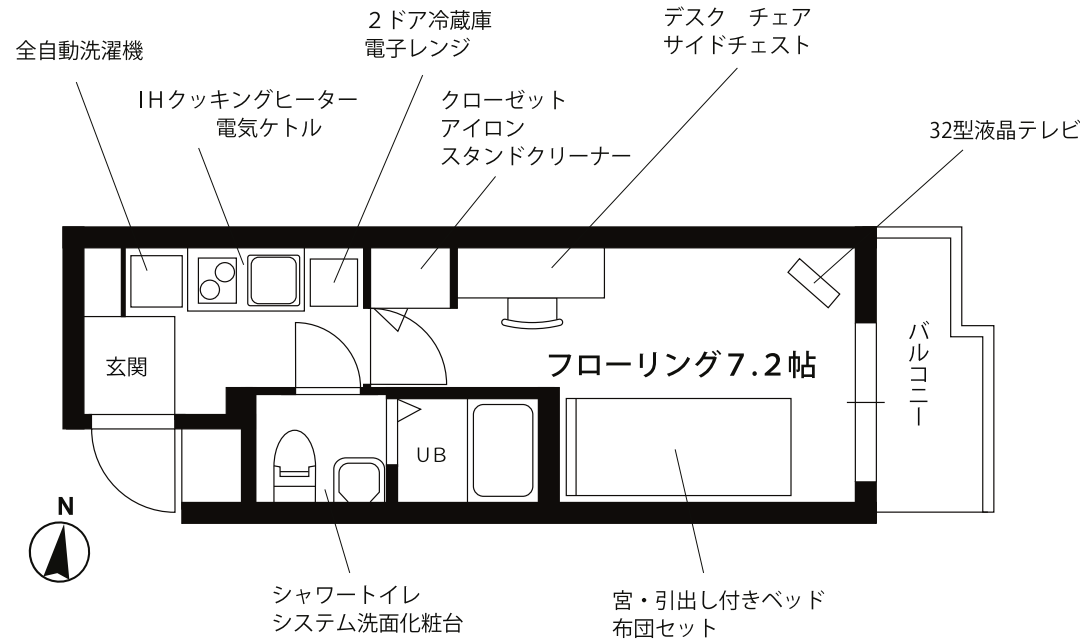 ２ドア冷蔵庫
電子レンジ
デスク　チェア
サイドチェスト
全自動洗濯機
IHクッキングヒーター
電気ケトル
クローゼット
アイロン
スタンドクリーナー
32型液晶テレビ
玄関
フローリング7.2帖
バルコニー
UB
N
シャワートイレ
システム洗面化粧台
宮・引出し付きベッド
布団セット